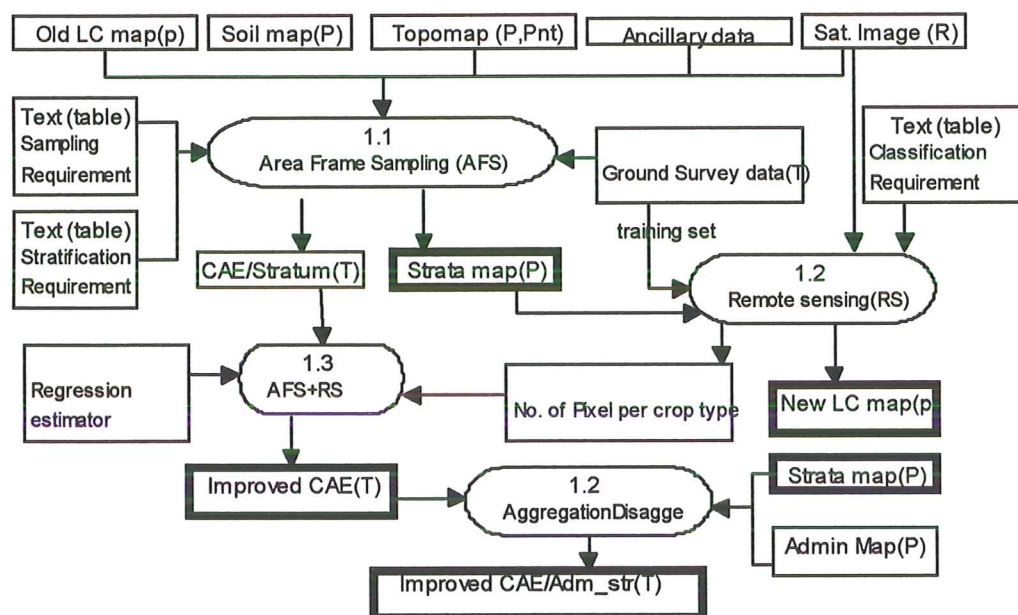 Old LC map(p)
Soil map(P)
Topomap (P,Pnt)
Ancillary data
Sat. Image (R)
Text (table)
Sampling
Requirement
1.1
Area Frame Sampling (AFS)
Ground Survey data(T)
Text (table)
Classification
Requirement
Text (table)
Stratification
Requirement
training set
CAE/Stratum(T)
Strata map(P)
1.2
Remote sensing(RS)
1.3
AFS+RS
Regression
estimator
No. of Pixel per crop type
New LC map(p
Improved CAE(T)
1.2
AggregationDisagge
Strata map(P)
Admin Map(P)
Improved CAE/Adm_str(T)